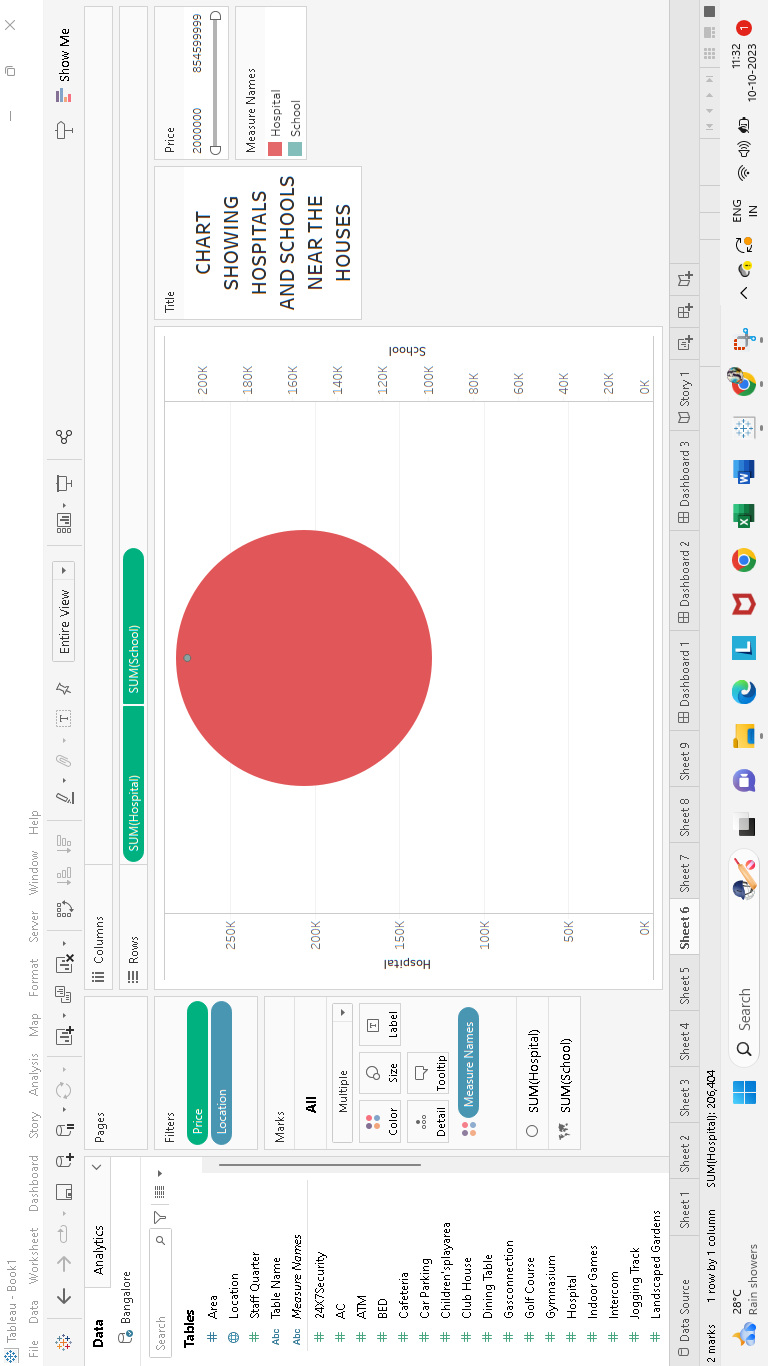 Tableau - Book1
File Data Worksheet Dashboard Story Analysis Map Format Server Window Help
Entire View
Show Me
Data
Analytics
Bangalore
Search
Tables
Area
Location
Staff Quarter
Abc Table Name
Abc Measure Names
24X7Security
AC
ATM
BED
Cafeteria
Car Parking
Children'splayarea
Club House
Dining Table
Gasconnection
Golf Course
Gymnasium
Hospital
Indoor Games
Intercom
Jogging Track
Landscaped Gardens
Pages
Filters
Price
Location
Marks
All
Multiple
Color
Size
Label
Detail
Tooltip
Measure Names
SUM(Hospital)
SUM(School)
Columns
Rows
SUM(Hospital)
SUM(School)
Hospital
250K
200K
150K
100K
50K
0K
School
200K
180K
160K
140K
120K
100K
80K
60K
40K
20K
0K
Title
CHART
SHOWING
HOSPITALS
AND SCHOOLS
NEAR THE
HOUSES
Price
2000000 854599999
Measure Names
Hospital
School
Data Source Sheet 1 Sheet 2 Sheet 3 Sheet 4 Sheet 5 Sheet 6 Sheet 7 Sheet 8 Sheet 9 Dashboard 1 Dashboard 2 Dashboard 3 Story 1
2 marks 1 row by 1 column SUM(Hospital): 206,404
28°C
Rain showers
Search
ENG
IN
11:32
10-10-2023
1